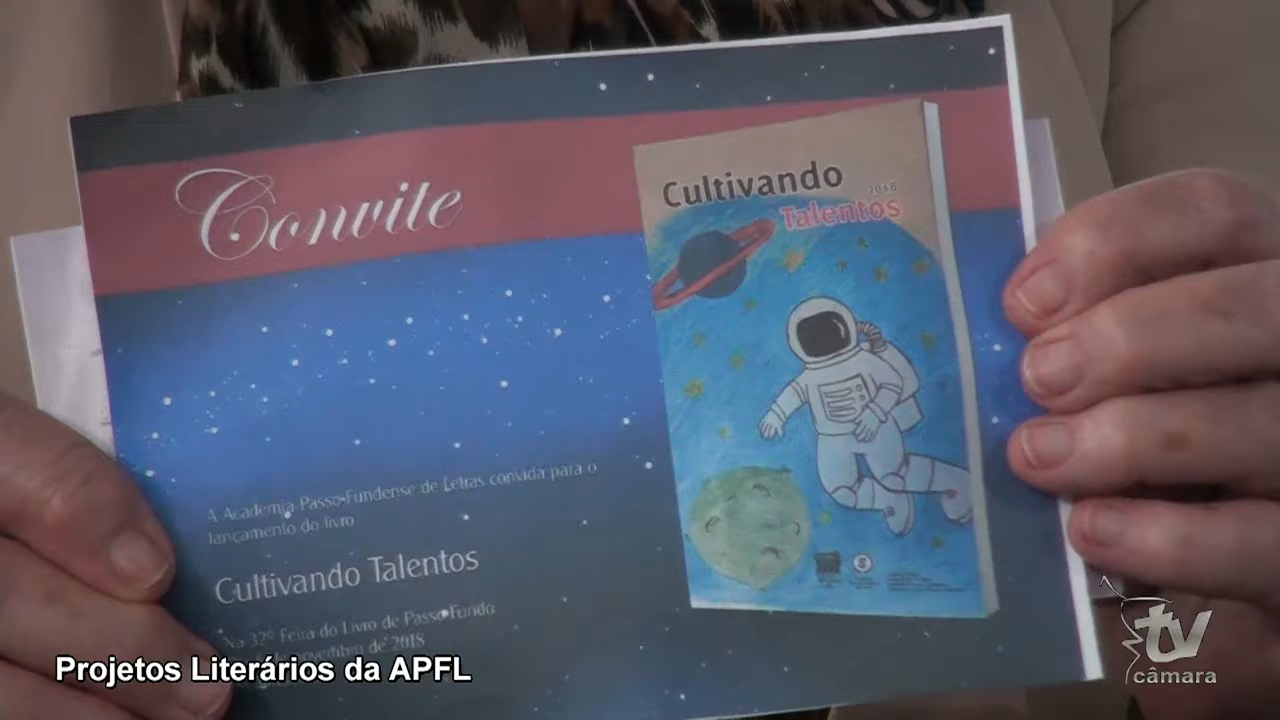 Convite
Cultivando
2018
Talentos
A Academia Passo-Fundense de Letras convida para o
lançamento do livro
Cultivando Talentos
Na 32ª Feira do Livro de Passo Fundo
novembro de 2018
Projetos Literários da APFL
tv
câmara